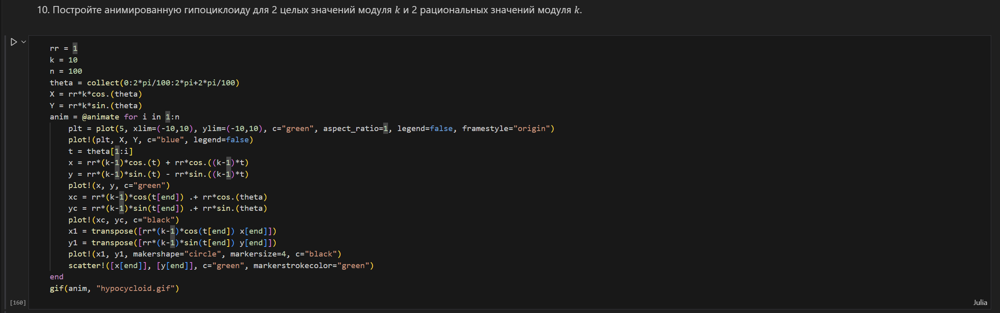 10. Постройте анимированную гипоциклоиду для 2 целых значений модуля k и 2 рациональных значений модуля k.
rr = 1
k = 10
n = 100
theta = collect(0:2*pi/100:2*pi+2*pi/100)
X = rr*k*cos.(theta)
Y = rr*k*sin.(theta)
anim = @animate for i in 1:n
    plt = plot(5, xlim=(-10,10), ylim=(-10,10), c="green", aspect_ratio=1, legend=false, framestyle="origin")
    plot!(plt, X, Y, c="blue", legend=false)
    t = theta[1:i]
    x = rr*(k-1)*cos.(t) + rr*cos.((k-1)*t)
    y = rr*(k-1)*sin.(t) - rr*sin.((k-1)*t)
    plot!(x, y, c="green")
    xc = rr*(k-1)*cos(t[end]) .+ rr*cos.(theta)
    yc = rr*(k-1)*sin(t[end]) .+ rr*sin.(theta)
    plot!(xc, yc, c="black")
    x1 = transpose([rr*(k-1)*cos(t[end]) x[end]])
    y1 = transpose([rr*(k-1)*sin(t[end]) y[end]])
    plot!(x1, y1, makershape="circle", markersize=4, c="black")
    scatter!([x[end]], [y[end]], c="green", markerstrokecolor="green")
end
gif(anim, "hypocycloid.gif")
[160]
Julia